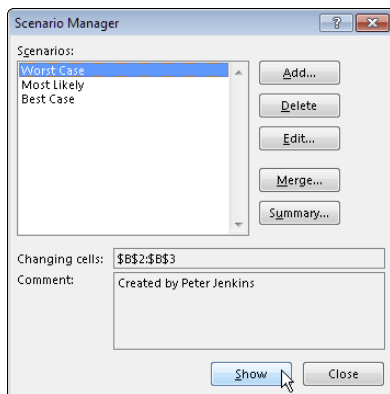 Scenario Manager
Scenarios:
Worst Case
Most Likely
Best Case
Add...
Delete
Edit...
Merge...
Summary...
Changing cells: $B$2:$B$3
Comment: Created by Peter Jenkins
Show Close